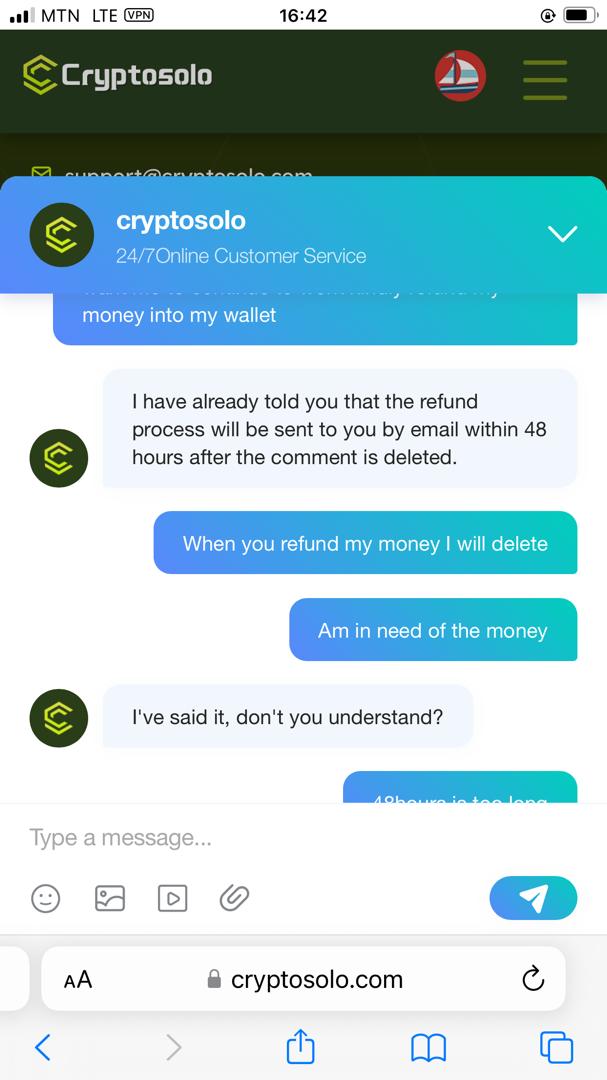 MTN LTE VPN 16:42
Cryptosolo
support@cryptosolo.com
cryptosolo
24/7Online Customer Service
money into my wallet
I have already told you that the refund
process will be sent to you by email within 48
hours after the comment is deleted.
When you refund my money I will delete
Am in need of the money
I've said it, don't you understand?
48hours is too long
Type a message...
AA cryptosolo.com